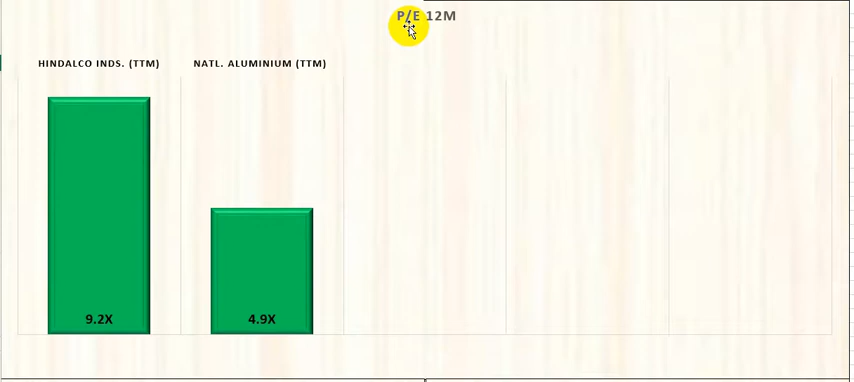 P/E 12M
HINDALCO INDS. (TTM) NATL. ALUMINIUM (TTM)
9.2X 4.9X